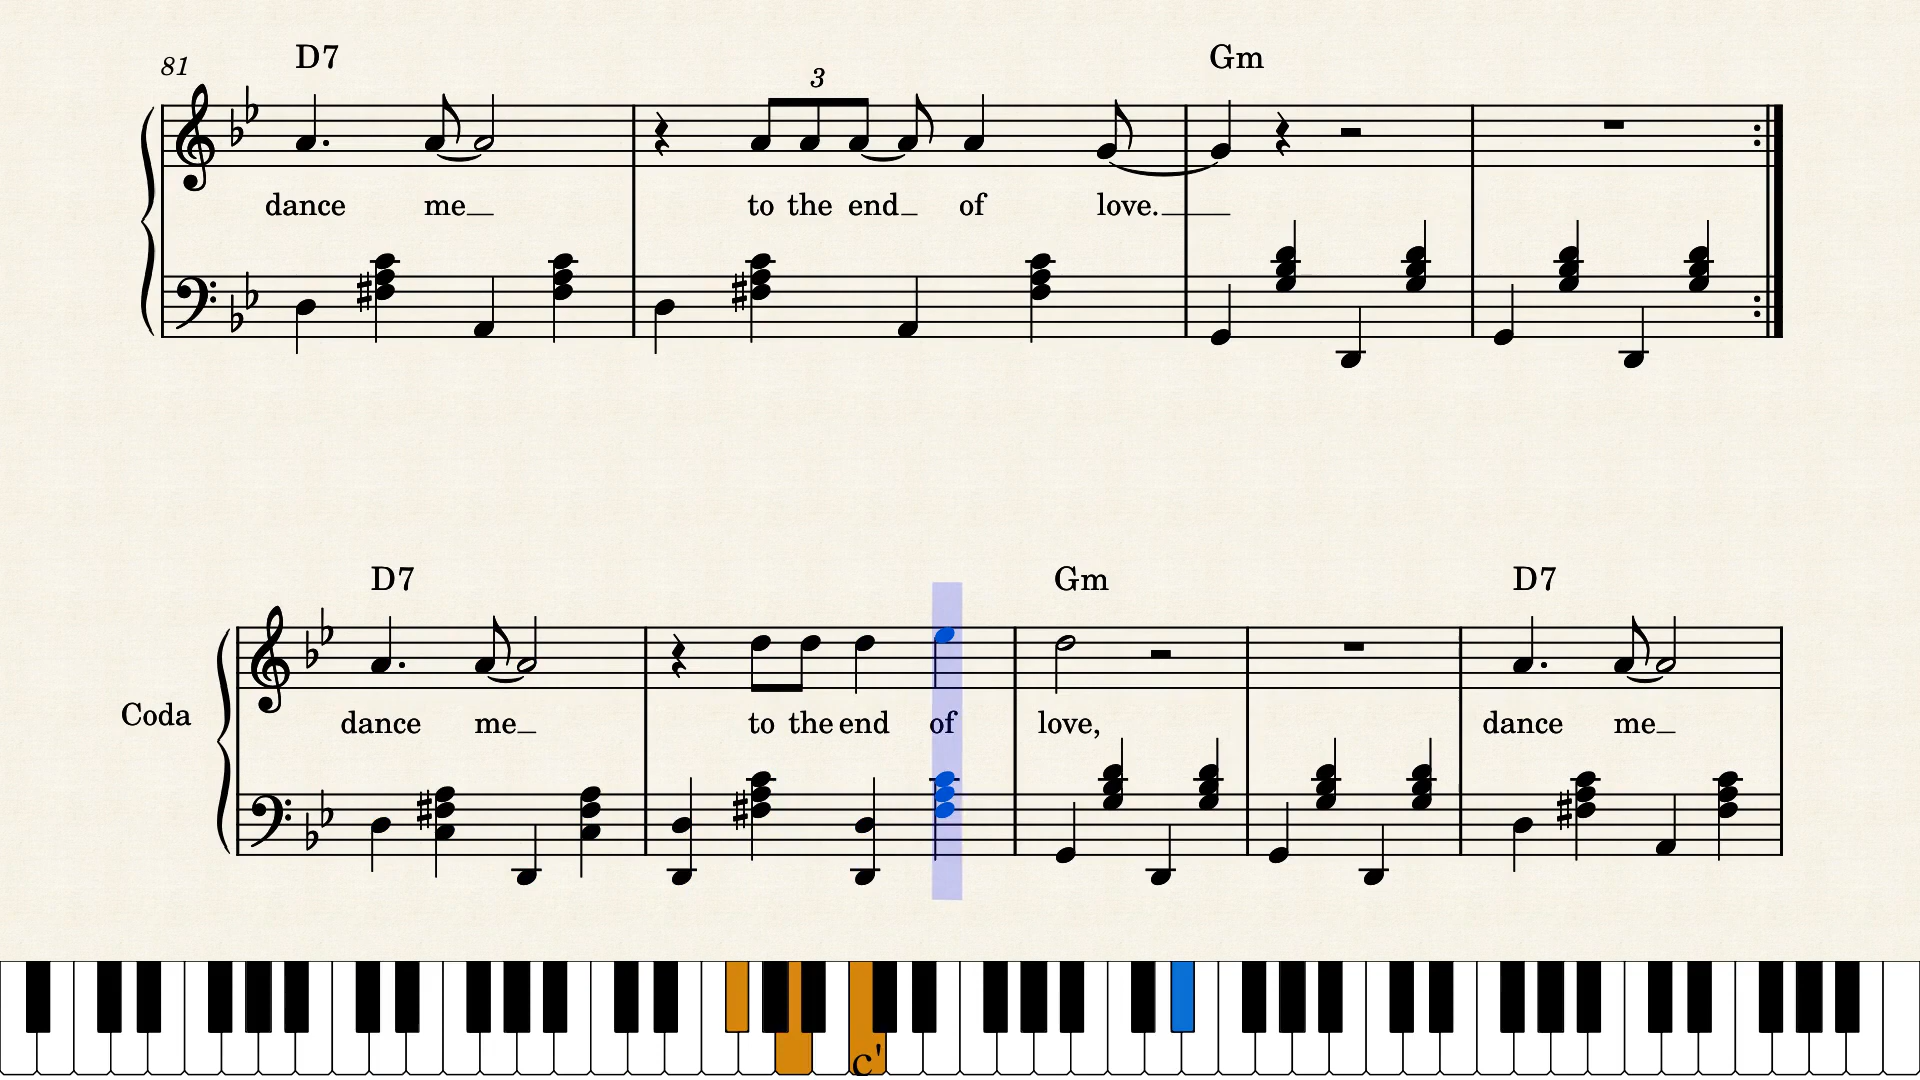 81 D7 Gm
3
dance me to the end of love.
D7 Gm D7
Coda
dance me to the end of love, dance me
c'